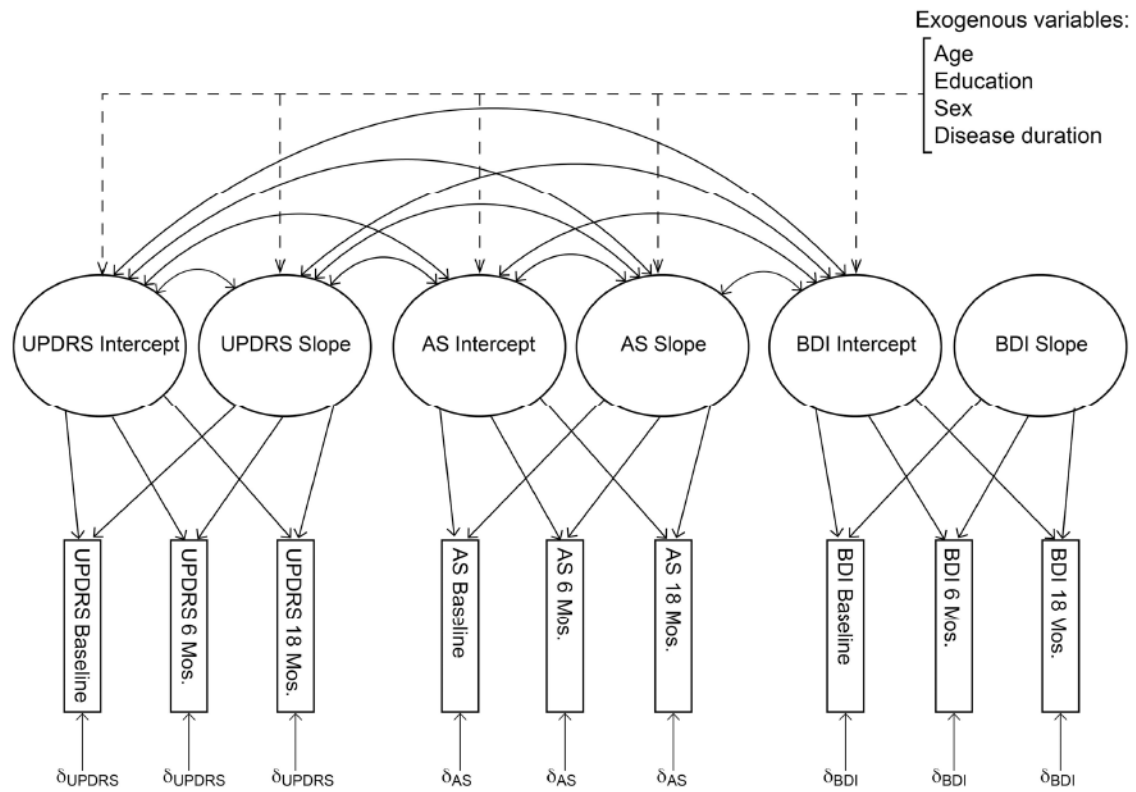 Exogenous variables:
Age
Education
Sex
Disease duration
UPDRS Intercept
UPDRS Slope
AS Intercept
AS Slope
BDI Intercept
BDI Slope
UPDRS Baseline
UPDRS 6 Mos.
UPDRS 18 Mos.
AS Baseline
AS 6 Mos.
AS 18 Mos.
BDI Baseline
BDI 6 Mos.
BDI 18 Mos.
δUPDRS
δUPDRS
δUPDRS
δAS
δAS
δAS
δBDI
δBDI
δBDI